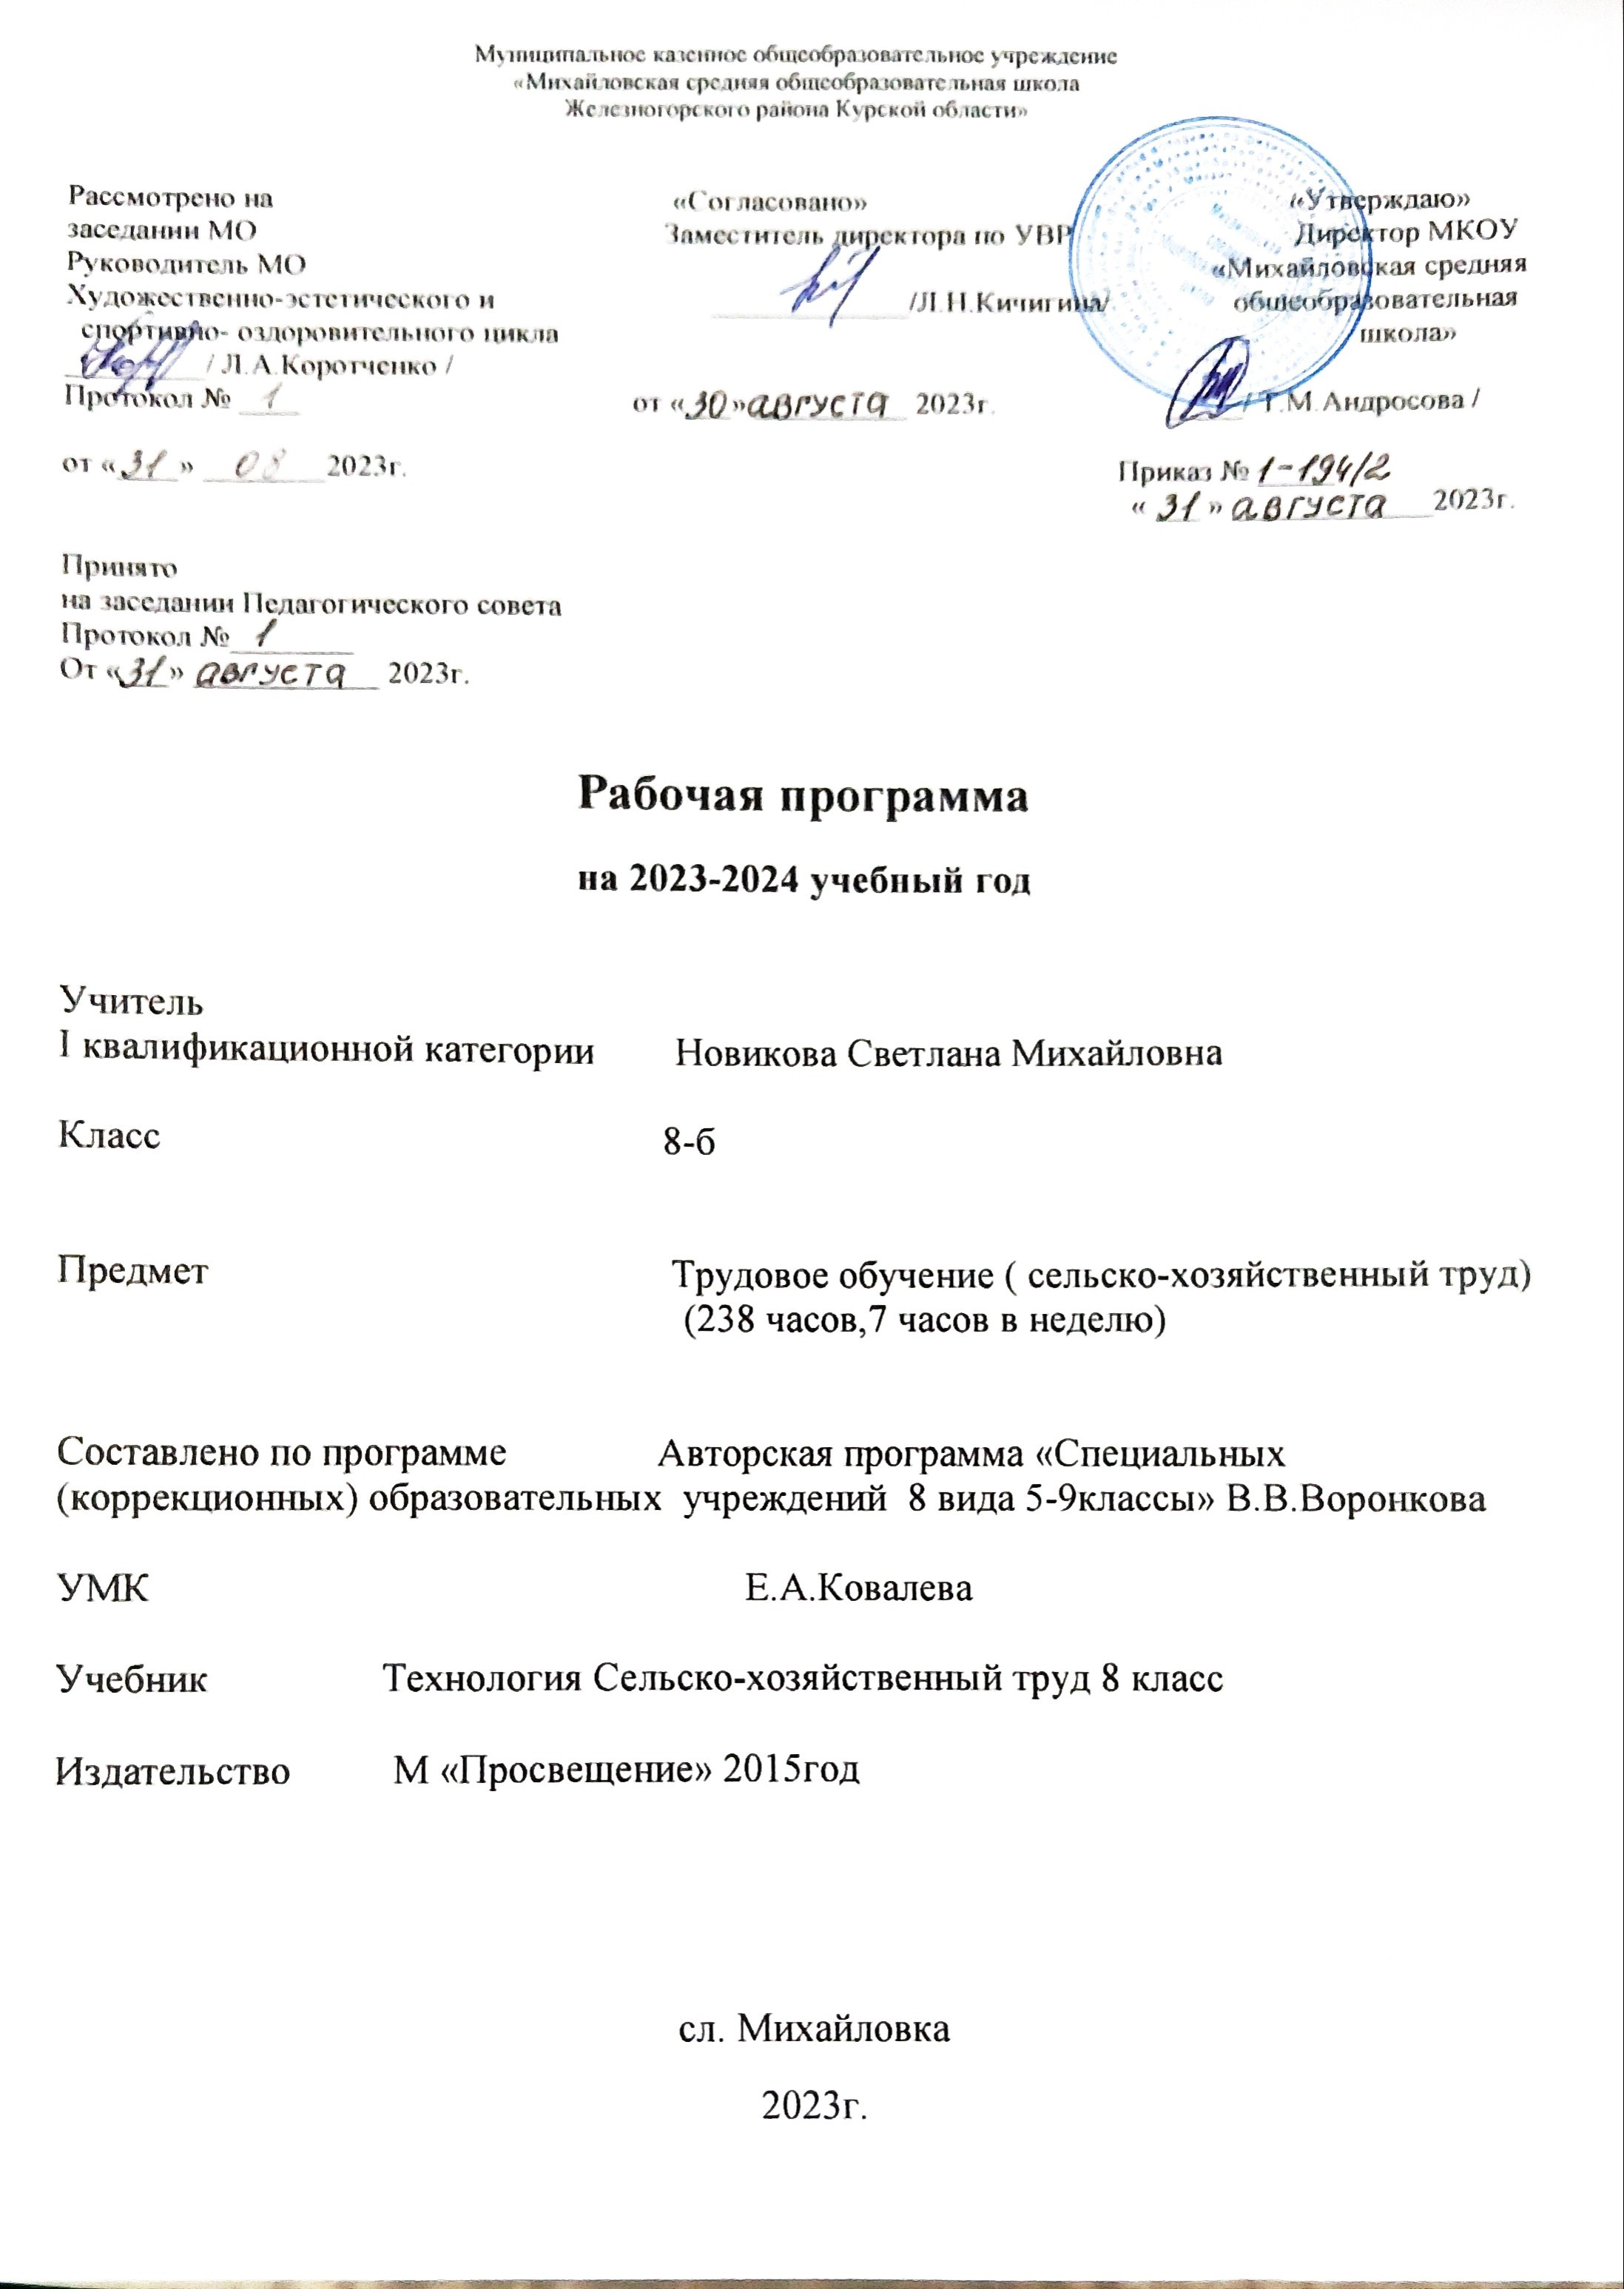 Муниципальное казенное общеобразовательное учреждение
«Михайловская средняя общеобразовательная школа
Железногорского района Курской области»
Рассмотрено на
заседании МО
Руководитель МО
Художественно-эстетического и
спортивно- оздоровительного цикла
/ Л.А.Коротченко /
Протокол № 1
от «31» 08 2023г.
«Согласовано»
Заместитель директора по УВР
/Л.Н.Кичигина/
от «30»августа 2023г.
«Утверждаю»
Директор МКОУ
«Михайловская средняя
общеобразовательная
школа»
/ Т.М.Андросова /
Приказ № 1-194/2
« 31 » августа 2023г.
Принято
на заседании Педагогического совета
Протокол № 1
От «31» августа 2023г.
Рабочая программа
на 2023-2024 учебный год
Учитель
I квалификационной категории Новикова Светлана Михайловна
Класс 8-б
Предмет Трудовое обучение ( сельско-хозяйственный труд)
(238 часов,7 часов в неделю)
Составлено по программе Авторская программа «Специальных
(коррекционных) образовательных учреждений 8 вида 5-9классы» В.В.Воронкова
УМК Е.А.Ковалева
Учебник Технология Сельско-хозяйственный труд 8 класс
Издательство М «Просвещение» 2015год
сл. Михайловка
2023г.